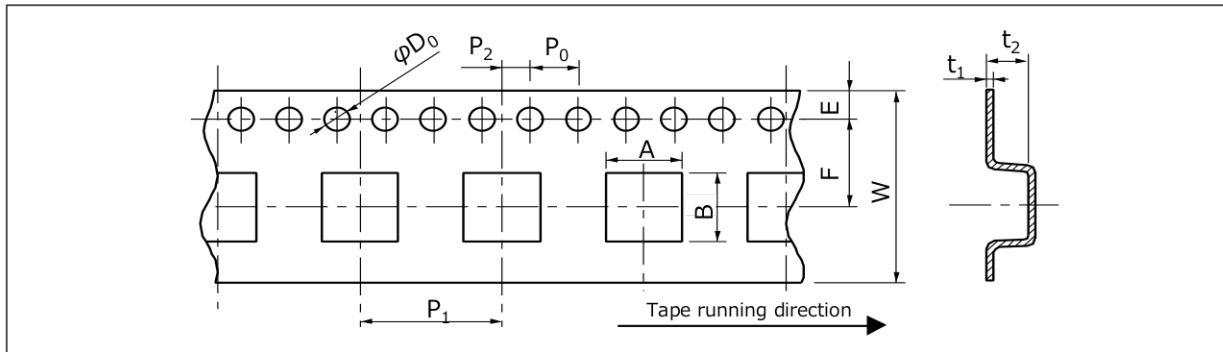 φD₀
P₂
P₀
t₂
t₁
E
A
F
B
W
P₁
Tape running direction